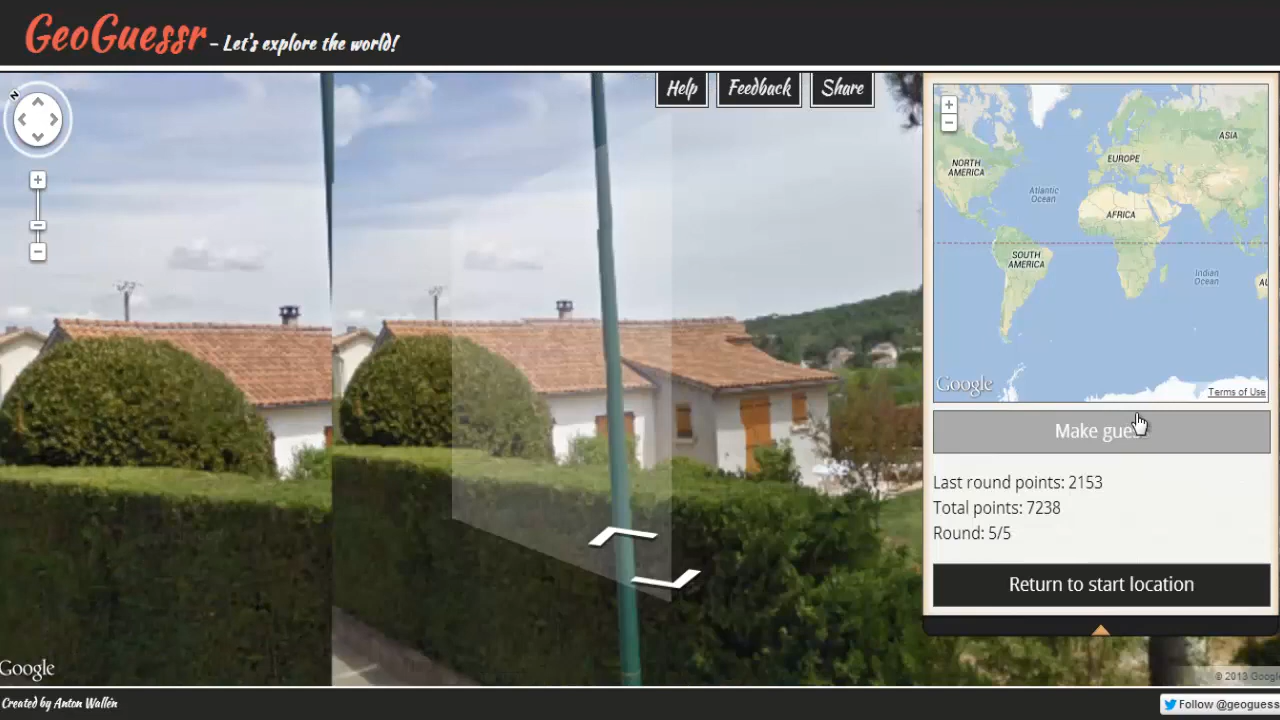 GeoGuessr - Let's explore the world!
Help
Feedback
Share
N
NORTH
AMERICA
Atlantic
Ocean
EUROPE
ASIA
AFRICA
SOUTH
AMERICA
Indian
Ocean
Google
Terms of Use
Make guess
Last round points: 2153
Total points: 7238
Round: 5/5
Return to start location
Google
© 2013 Google
Created by Anton Wallén
Follow @geoguess